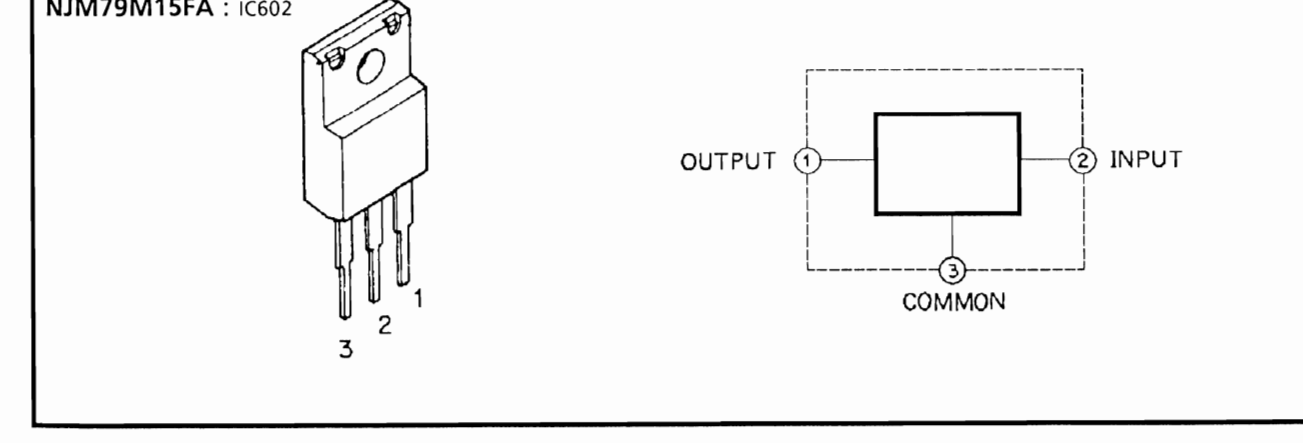 NJM79M15FA : IC602
OUTPUT 1 2 INPUT
3
COMMON
1
2
3